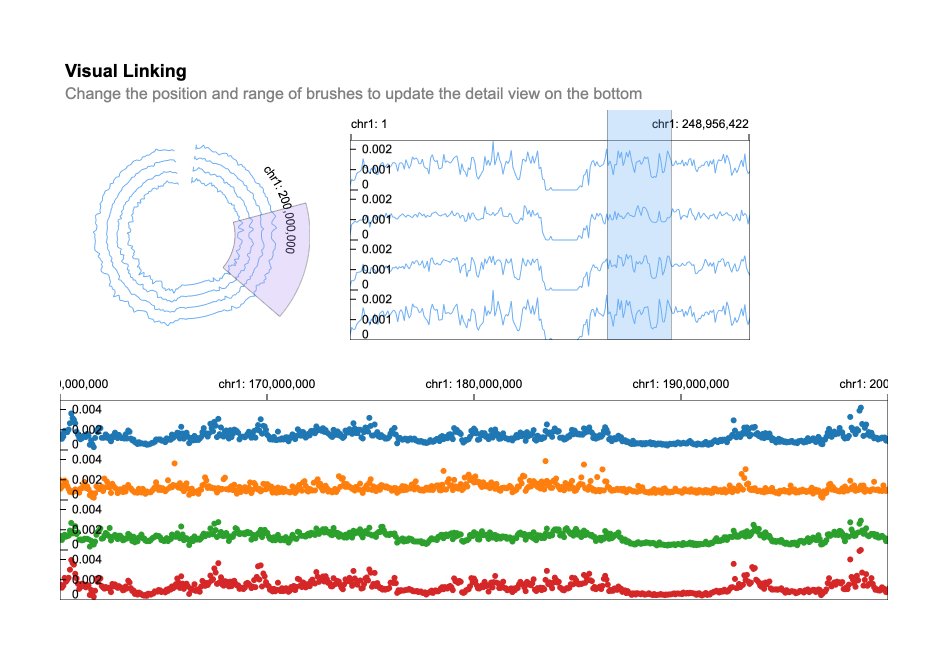 Visual Linking
Change the position and range of brushes to update the detail view on the bottom
chr1: 200,000,000
chr1: 1
chr1: 248,956,422
0.002
0.001
0
0.002
0.001
0
0.002
0.001
0
0.002
0.001
0
0,000,000
chr1: 170,000,000
chr1: 180,000,000
chr1: 190,000,000
chr1: 200
0.004
0.002
0
0.004
0.002
0
0.004
0.002
0
0.004
0.002
0